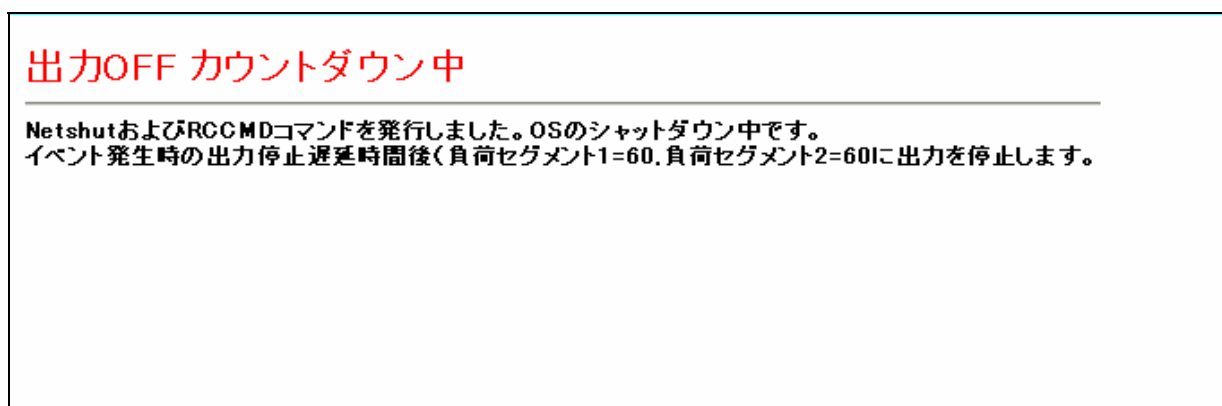 出力OFF カウントダウン中
NetshutおよびRCCMDコマンドを発行しました。OSのシャットダウン中です。
イベント発生時の出力停止遅延時間後(負荷セグメント1=60,負荷セグメント2=60に出力を停止します。